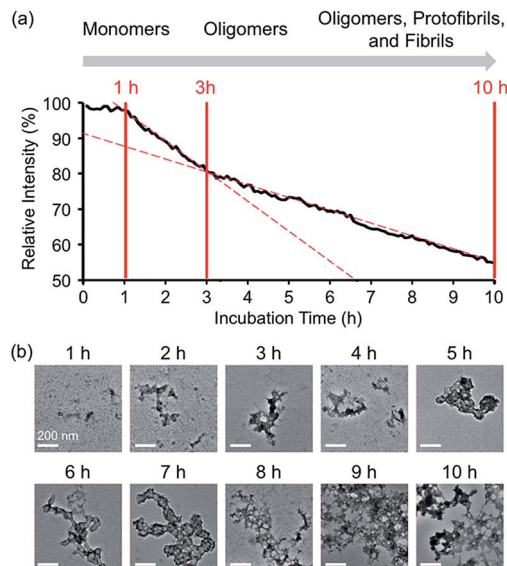 (a)
Monomers Oligomers Oligomers, Protofibrils,
and Fibrils
1 h 3h 10 h
Relative Intensity (%)
100
90
80
70
60
50
0 1 2 3 4 5 6 7 8 9 10
Incubation Time (h)
(b)
1 h 2 h 3 h 4 h 5 h
200 nm
6 h 7 h 8 h 9 h 10 h